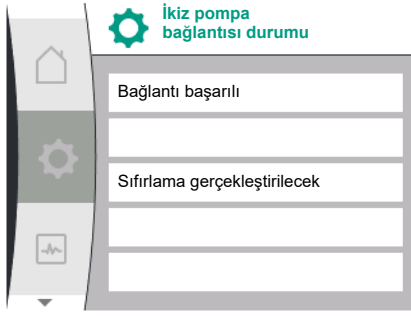 İkiz pompa
bağlantısı durumu
Bağlantı başarılı
Sıfırlama gerçekleştirilecek